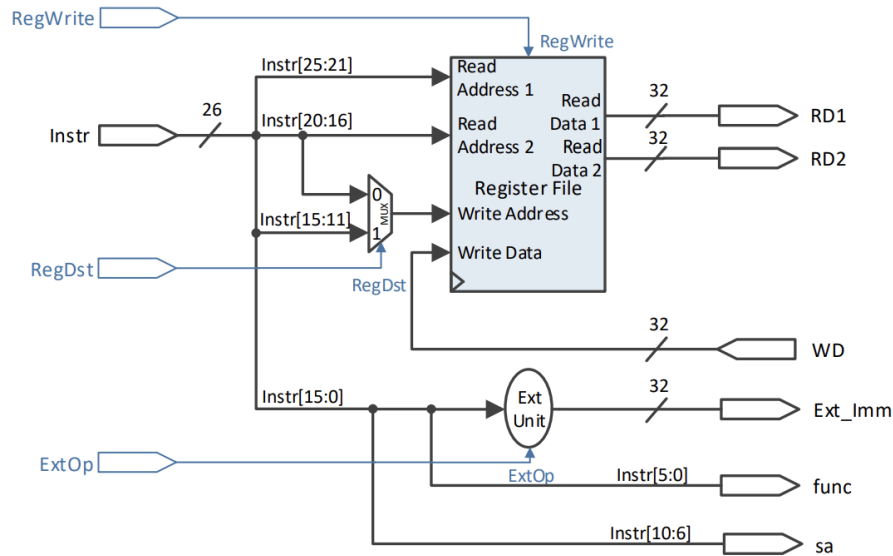 RegWrite
RegWrite
Instr[25:21]
Read
Address 1
32
Read
Data 1
RD1
26
Instr[20:16]
Instr
Read
Address 2
32
Read
Data 2
RD2
Register File
0
MUX
1
Instr[15:11]
Write Address
Write Data
RegDst
RegDst
32
WD
Instr[15:0]
Ext
Unit
32
Ext_Imm
ExtOp
ExtOp
Instr[5:0]
func
Instr[10:6]
sa